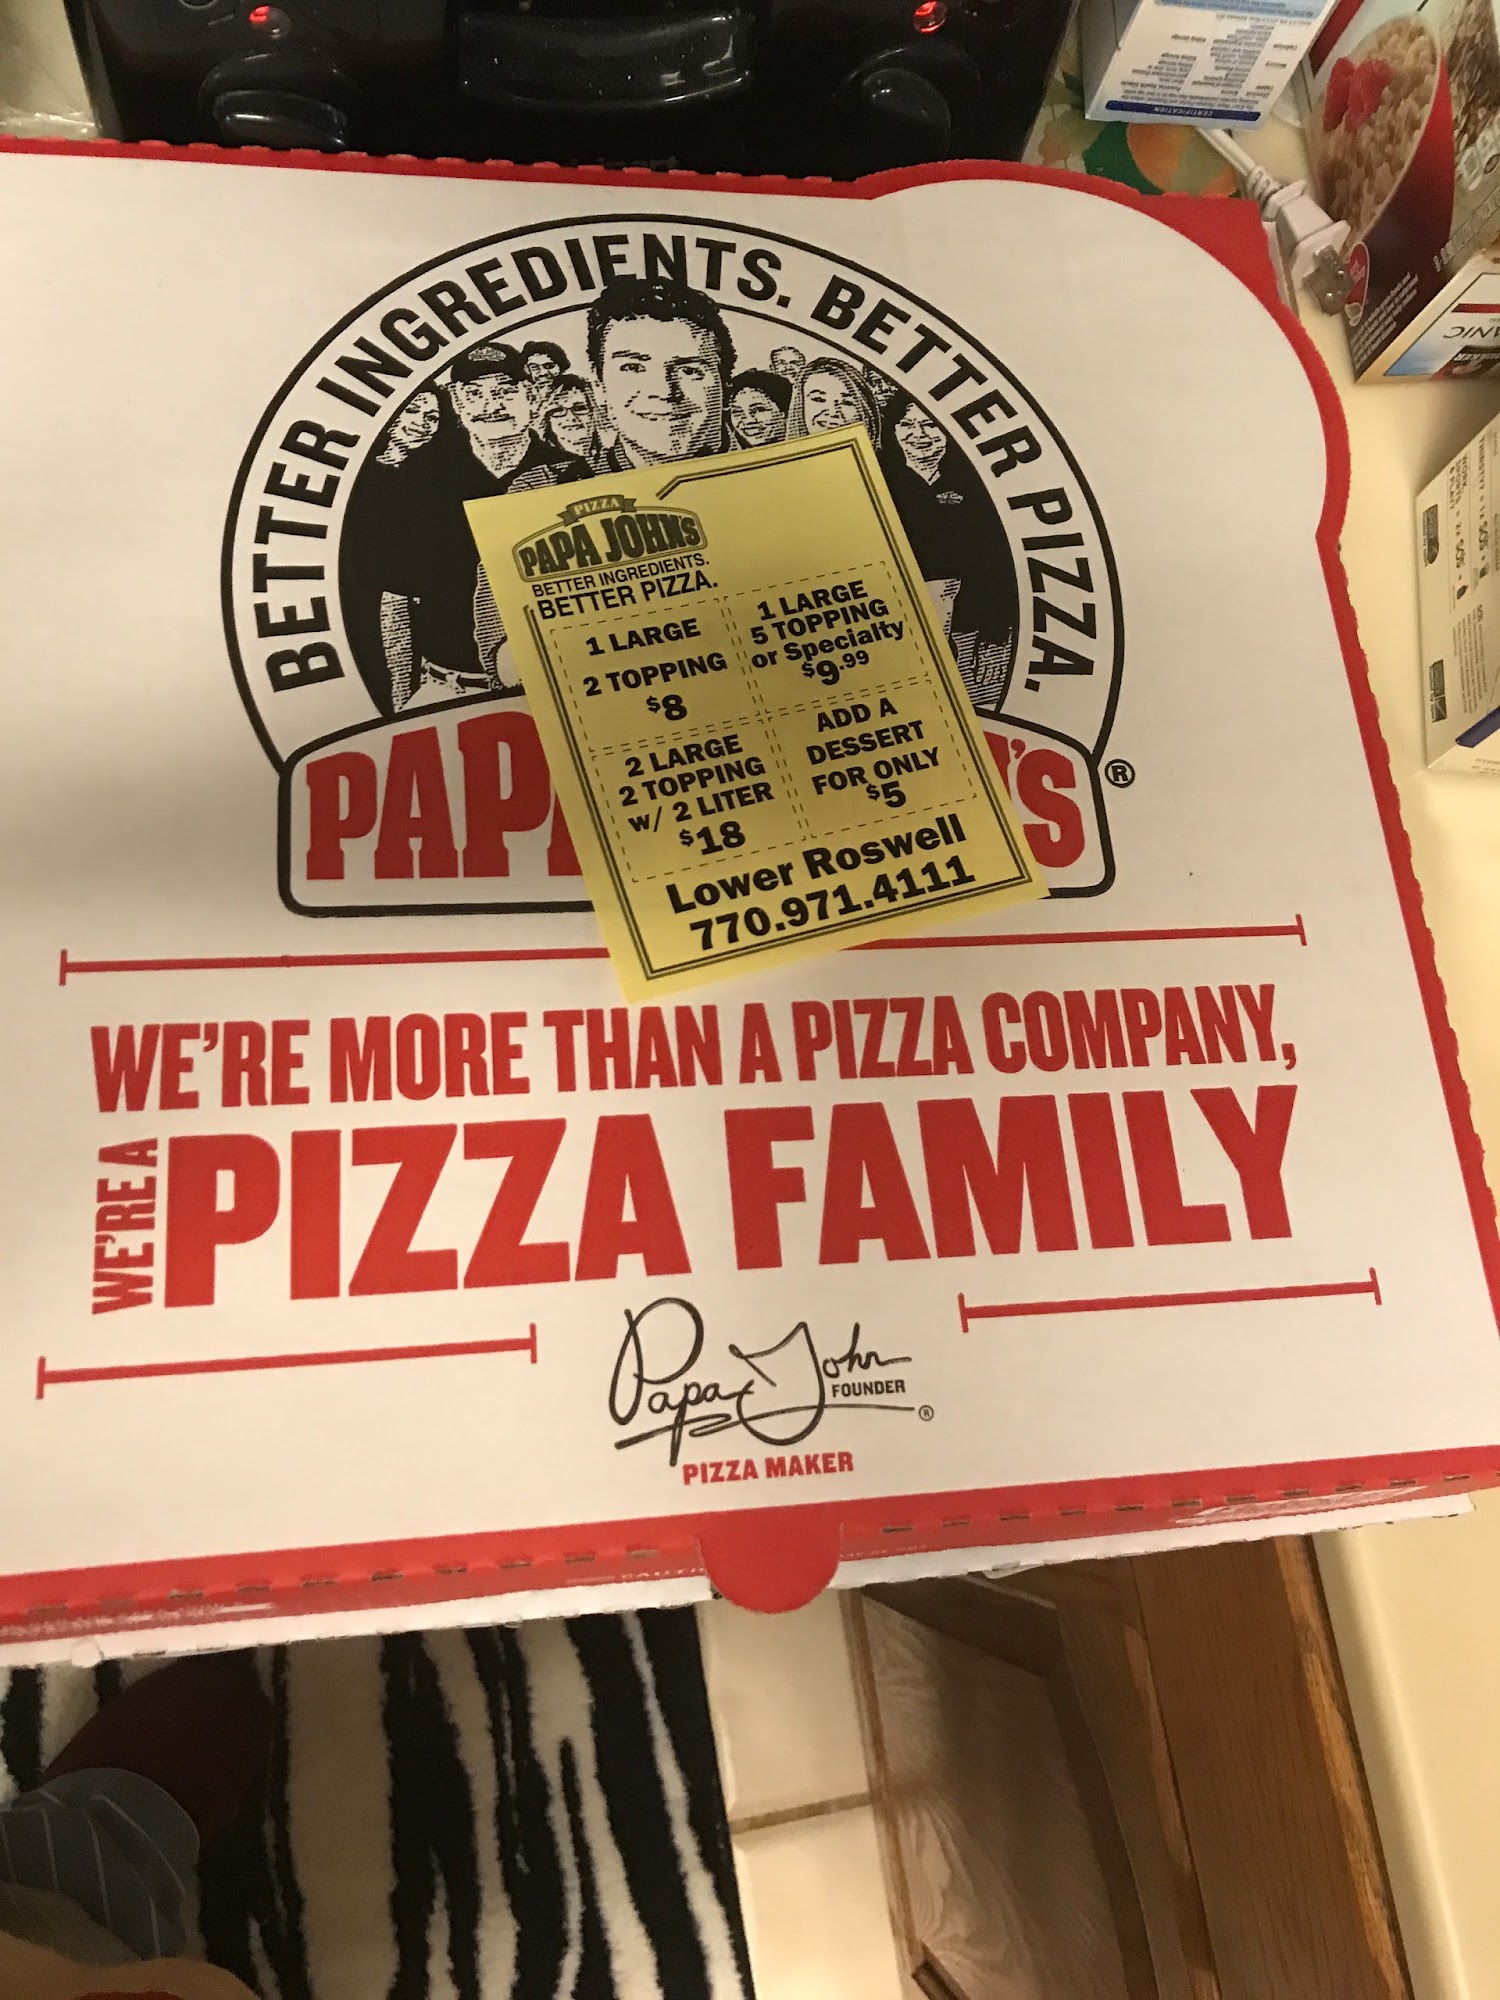 CERTIFICATION
BETTER INGREDIENTS. BETTER PIZZA.
PIZZA
PAPA JOHN'S
BETTER INGREDIENTS.
BETTER PIZZA.
1 LARGE
2 TOPPING
$8
1 LARGE
5 TOPPING
or Specialty
$9.99
2 LARGE
2 TOPPING
w/ 2 LITER
$18
ADD A
DESSERT
FOR ONLY
$5
Lower Roswell
770.971.4111
PAP
'S
®
WE'RE MORE THAN A PIZZA COMPANY,
WE'RE A
PIZZA FAMILY
Papa John
FOUNDER
®
PIZZA MAKER